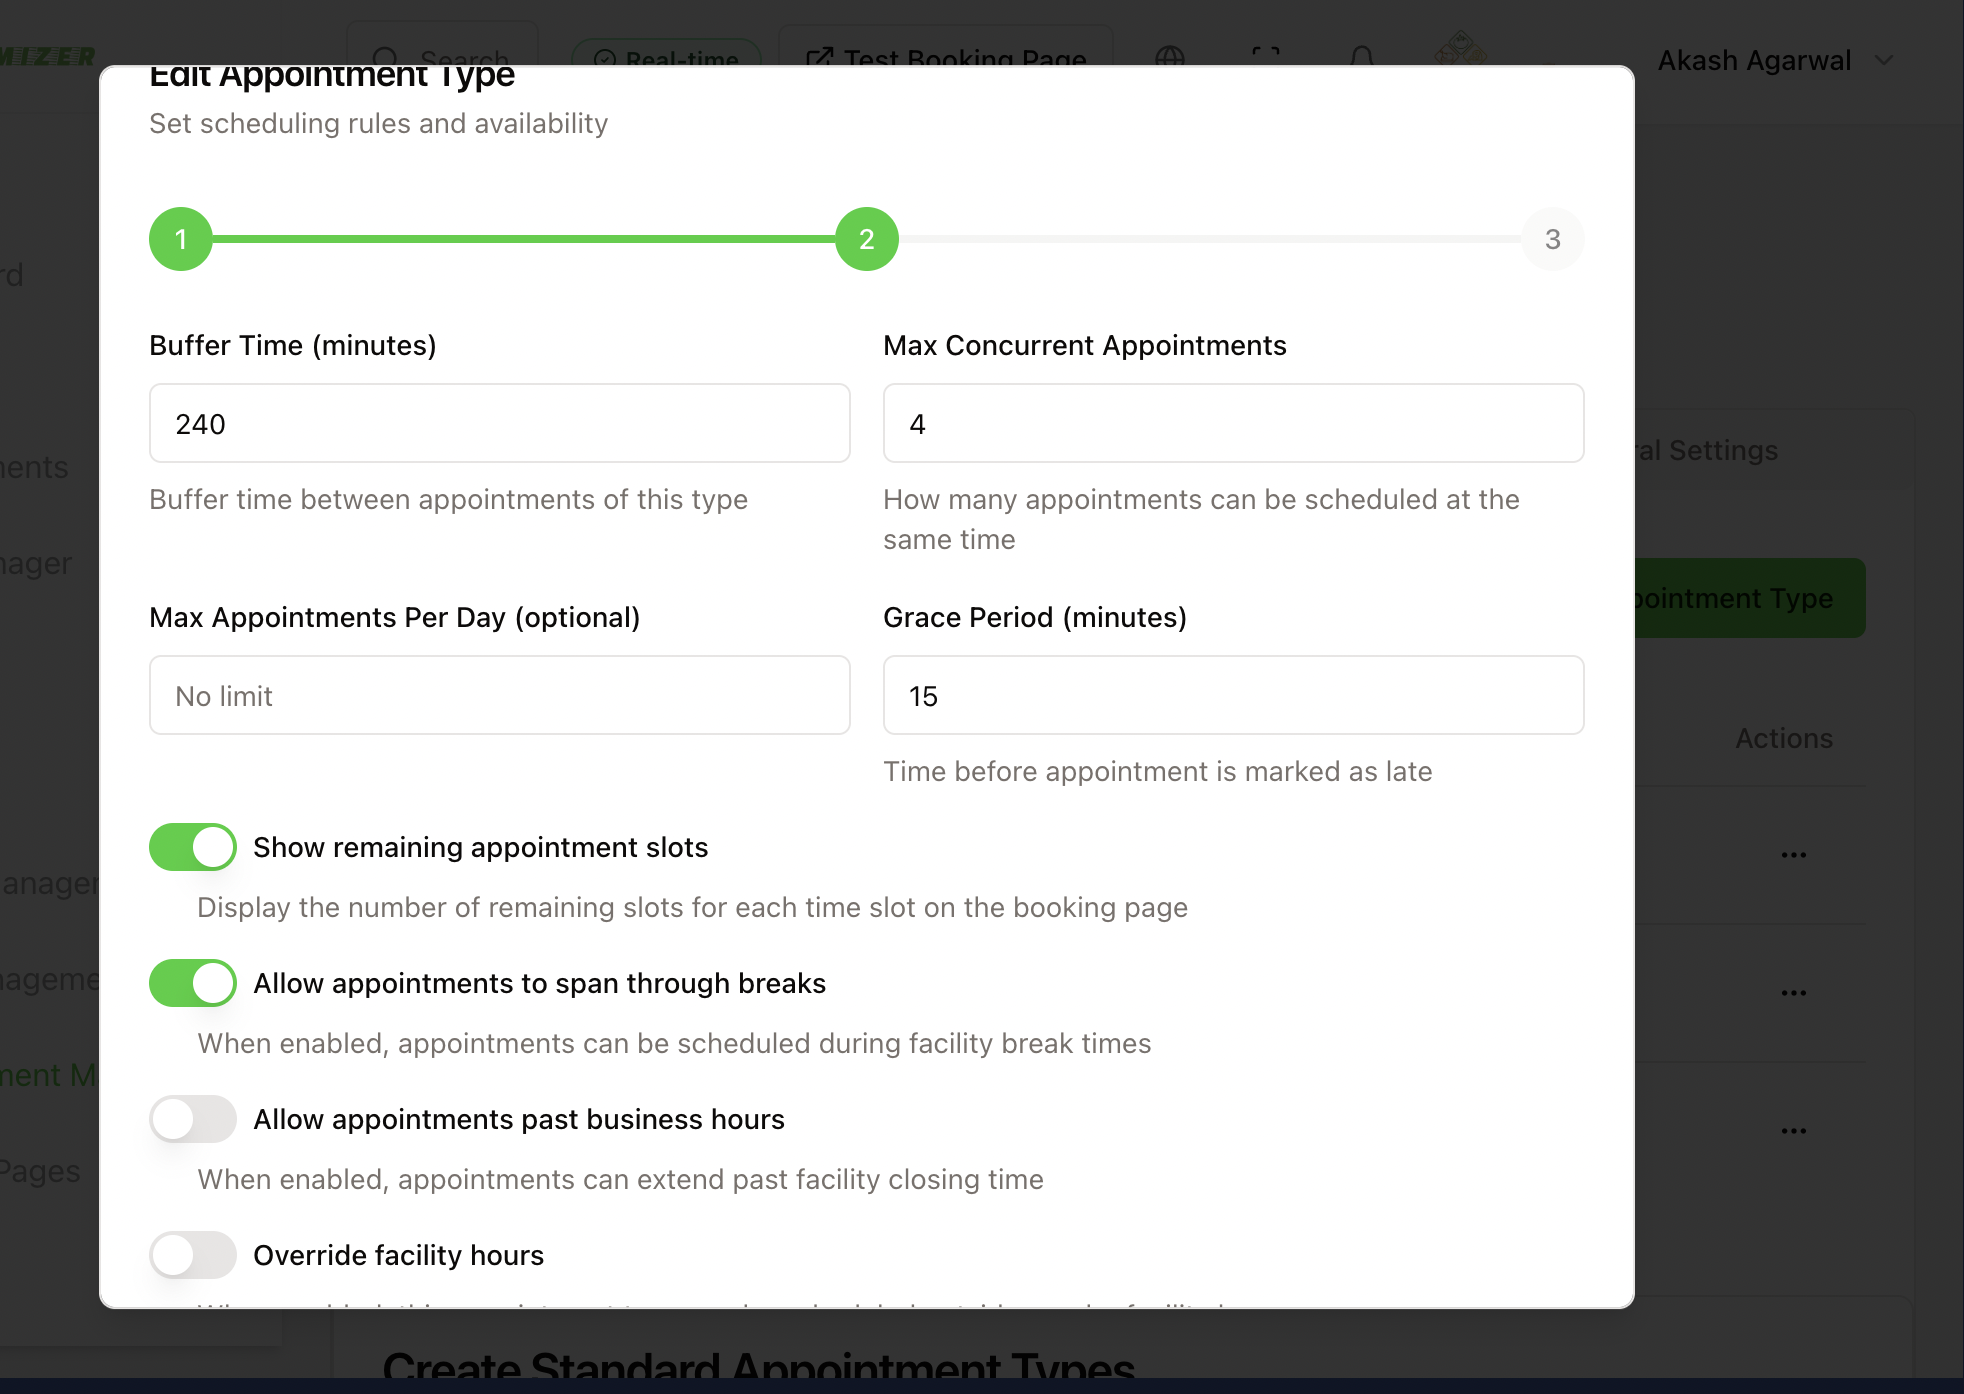 MIZER
Search
Real-time
Test Booking Page
Akash Agarwal
Edit Appointment Type
Set scheduling rules and availability
1
2
3
Buffer Time (minutes)
Max Concurrent Appointments
240
4
Buffer time between appointments of this type
How many appointments can be scheduled at the
same time
Max Appointments Per Day (optional)
Grace Period (minutes)
No limit
15
Time before appointment is marked as late
Show remaining appointment slots
Display the number of remaining slots for each time slot on the booking page
Allow appointments to span through breaks
When enabled, appointments can be scheduled during facility break times
Allow appointments past business hours
When enabled, appointments can extend past facility closing time
Override facility hours
rd
ments
nager
anager
nageme
ment M
Pages
ral Settings
pointment Type
Actions
Create Standard Appointment Types